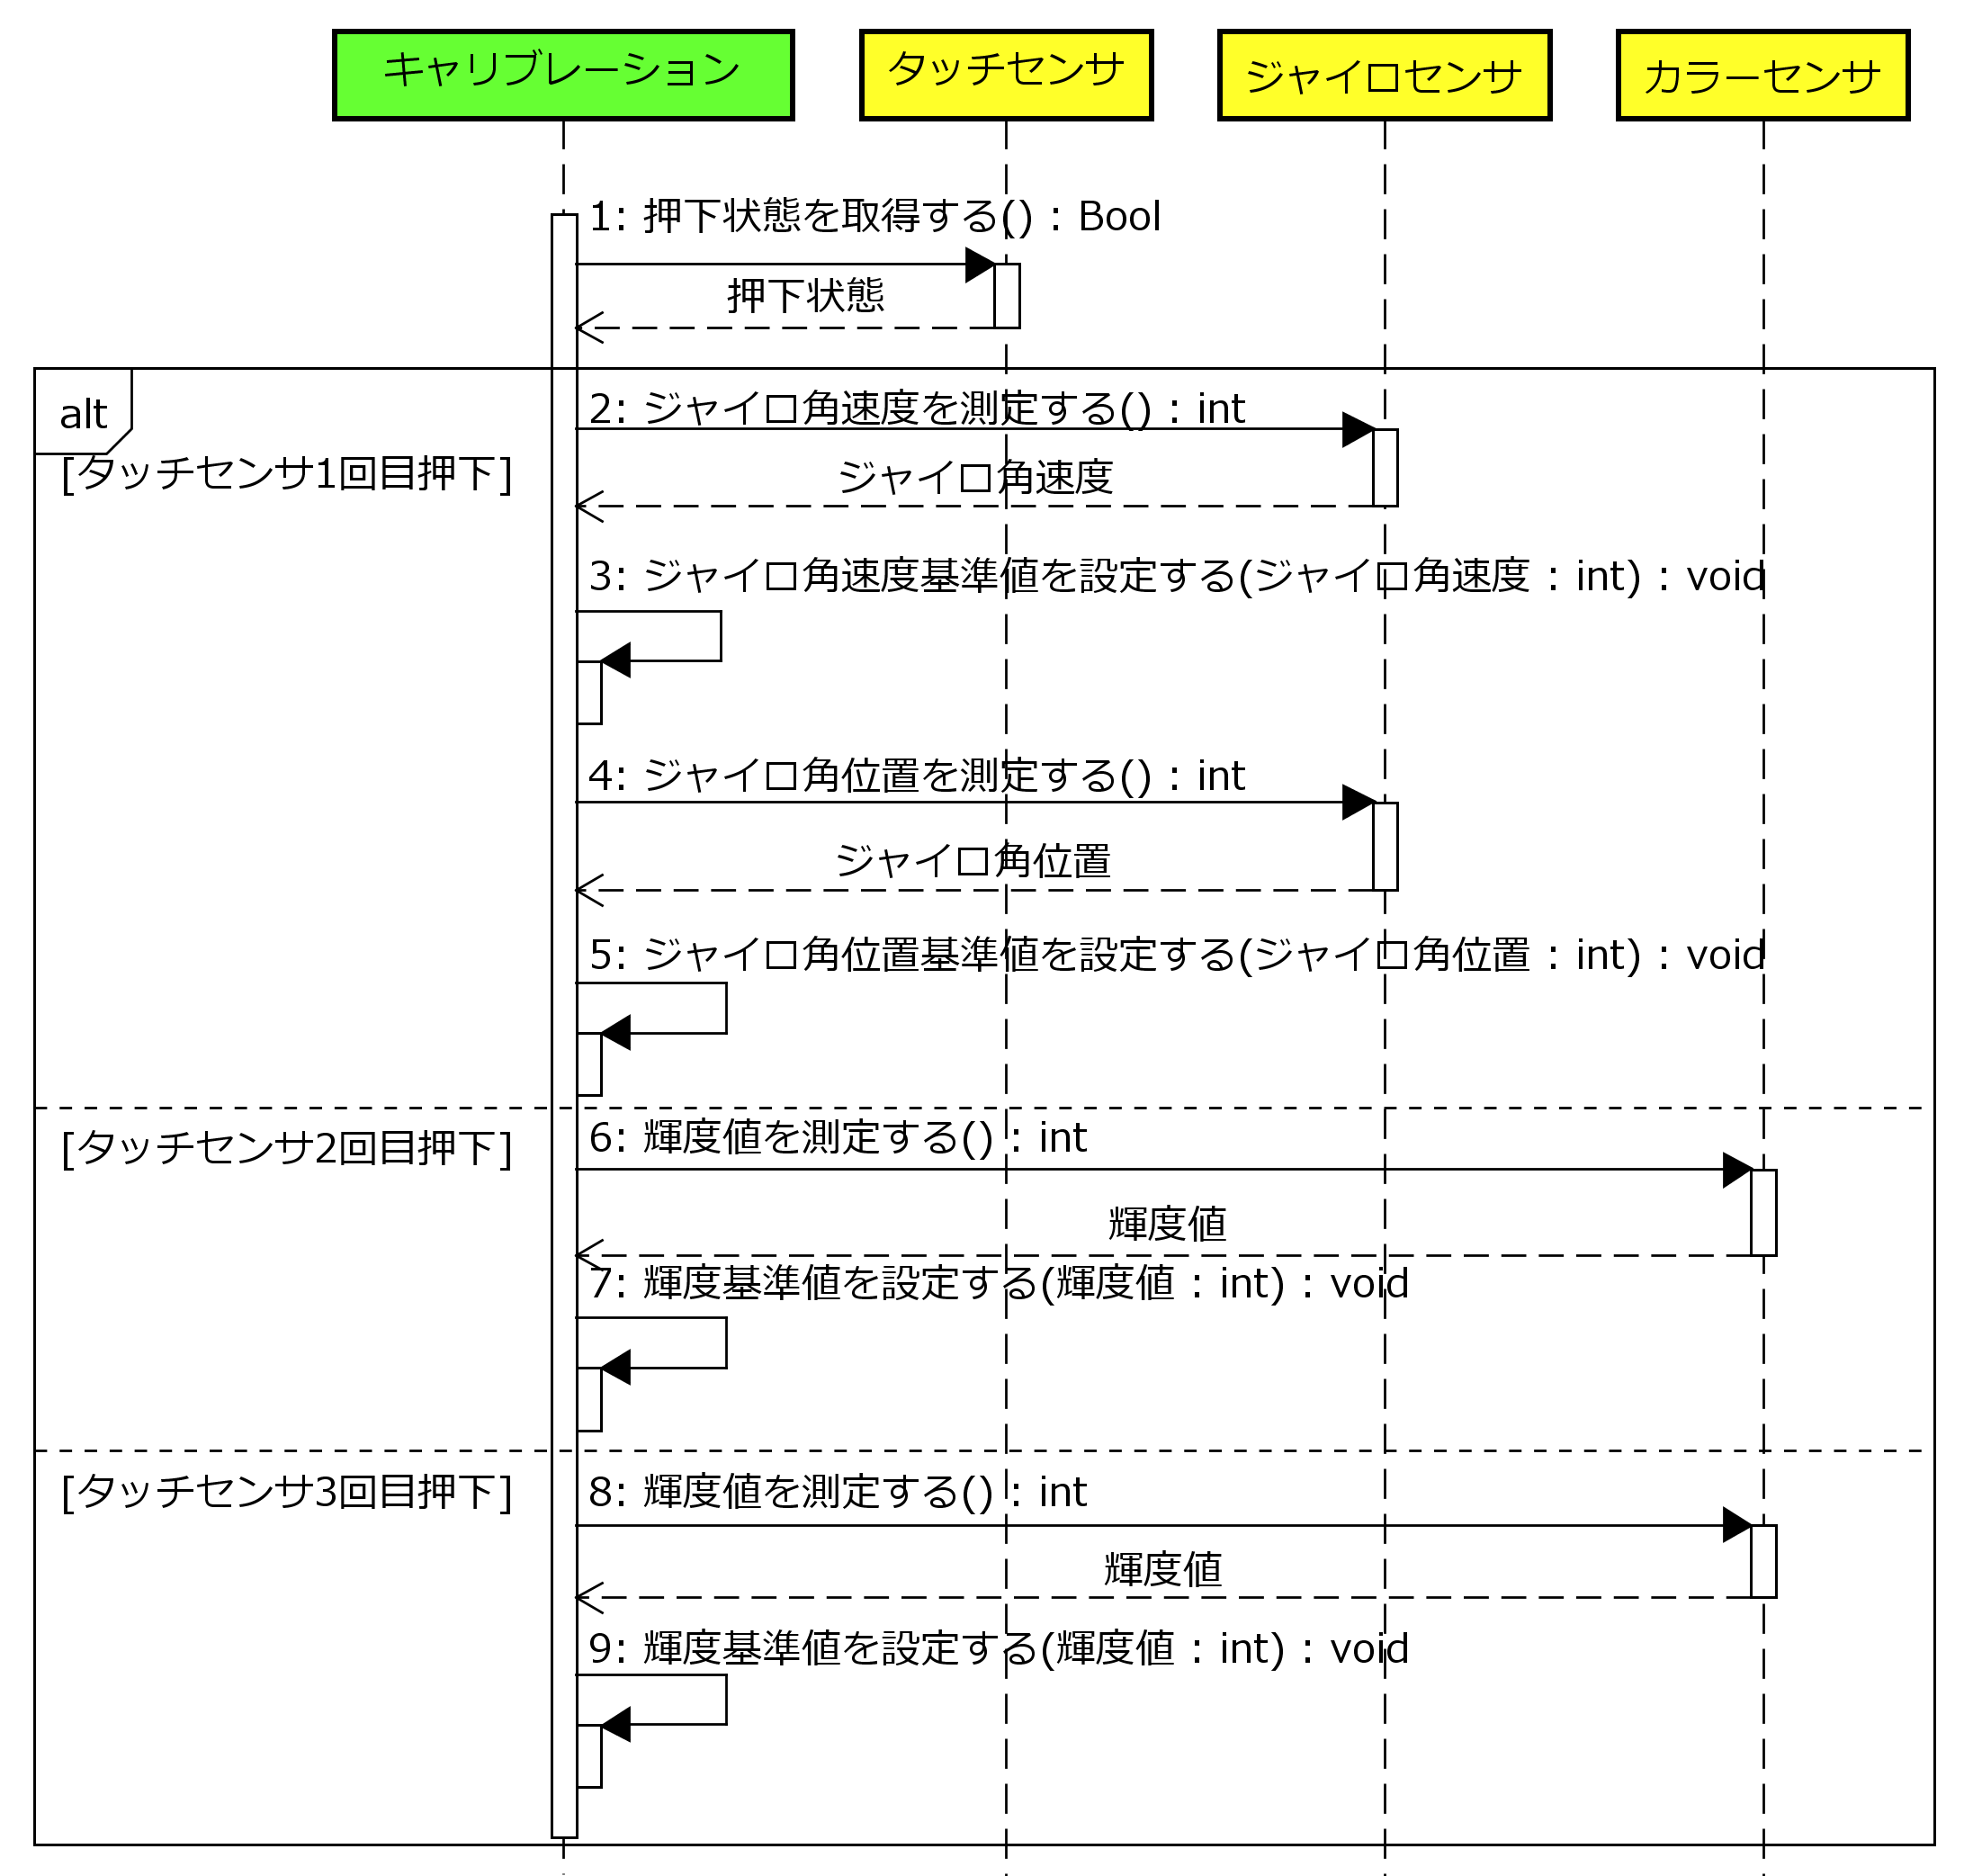 キャリブレーション
タッチセンサ
ジャイロセンサ
カラーセンサ
1: 押下状態を取得する() : Bool
押下状態
alt
2: ジャイロ角速度を測定する() : int
[タッチセンサ1回目押下]
ジャイロ角速度
3: ジャイロ角速度基準値を設定する(ジャイロ角速度 : int) : void
4: ジャイロ角位置を測定する() : int
ジャイロ角位置
5: ジャイロ角位置基準値を設定する(ジャイロ角位置 : int) : void
[タッチセンサ2回目押下]
6: 輝度値を測定する() : int
輝度値
7: 輝度基準値を設定する(輝度値 : int) : void
[タッチセンサ3回目押下]
8: 輝度値を測定する() : int
輝度値
9: 輝度基準値を設定する(輝度値 : int) : void